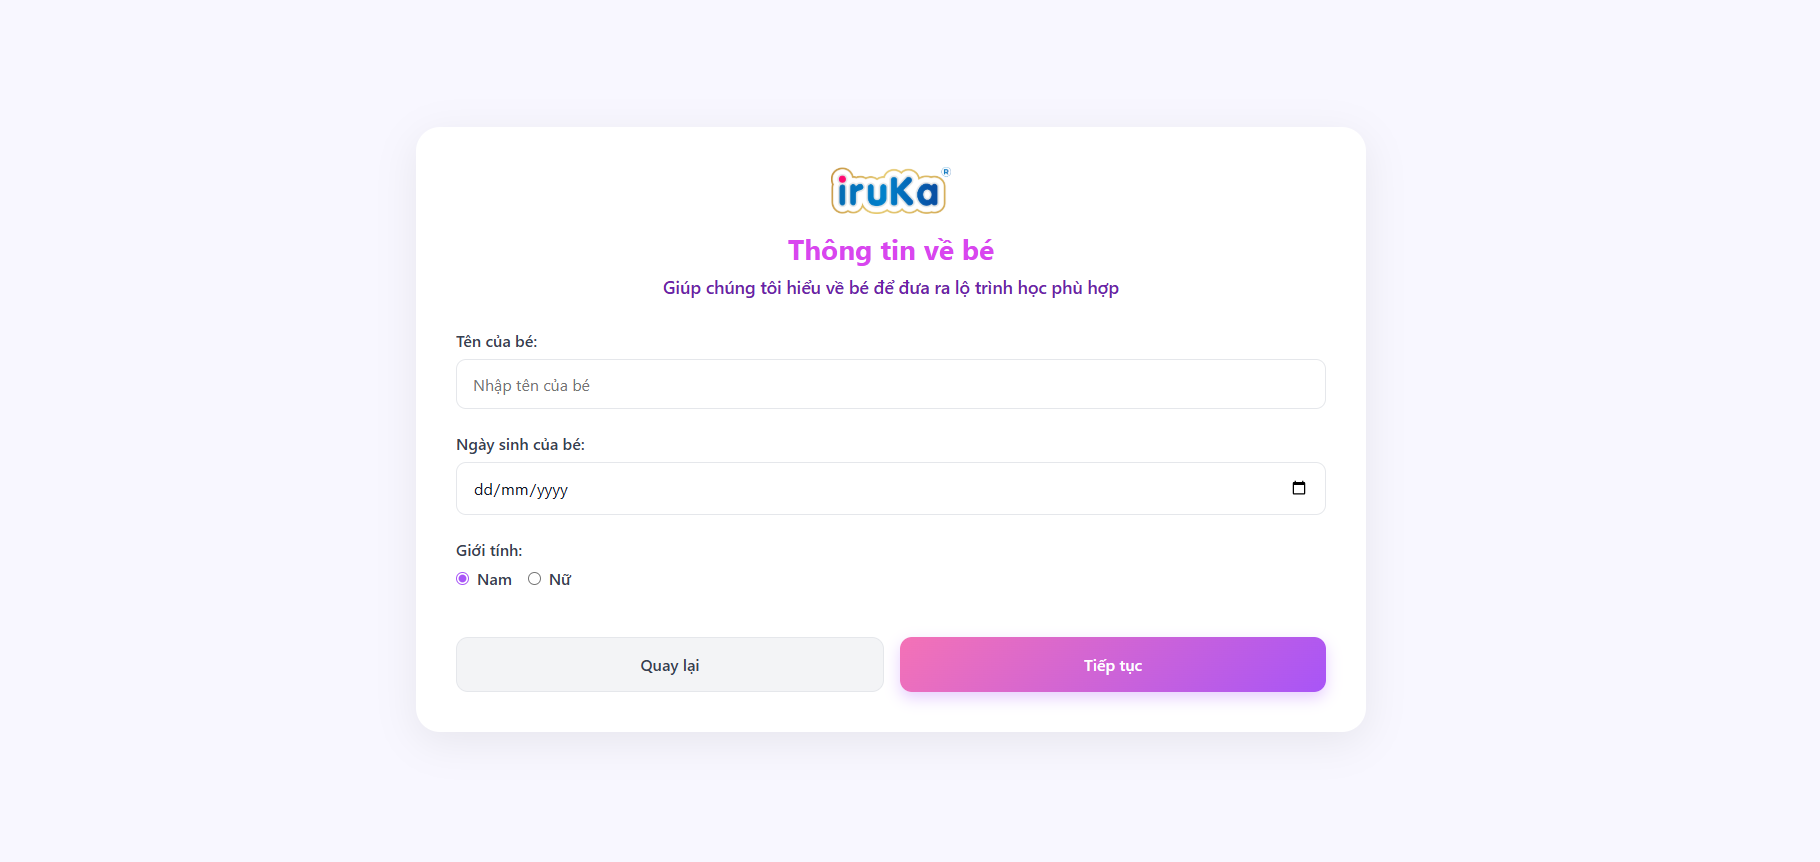 iruKa®
Thông tin về bé
Giúp chúng tôi hiểu về bé để đưa ra lộ trình học phù hợp
Tên của bé:
Nhập tên của bé
Ngày sinh của bé:
dd/mm/yyyy
Giới tính:
Nam Nữ
Quay lại Tiếp tục